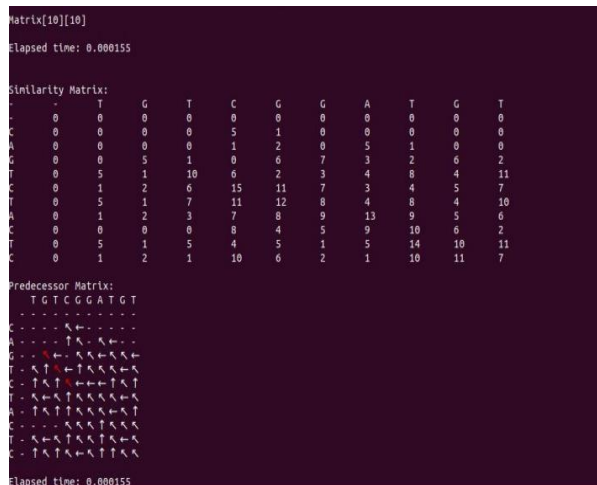 Matrix[10][10]
Elapsed time: 0.000155
Similarity Matrix:
- - T G T C G G A T G T
- 0 0 0 0 0 0 0 0 0 0 0
C 0 0 0 0 5 1 0 0 0 0 0
A 0 0 0 0 1 2 0 5 1 0 0
G 0 0 5 1 0 6 7 3 2 6 2
T 0 5 1 10 6 2 3 4 8 4 11
C 0 1 2 6 15 11 7 3 4 5 7
T 0 5 1 7 11 12 8 4 8 4 10
A 0 1 2 3 7 8 9 13 9 5 6
C 0 0 0 0 8 4 5 9 10 6 2
T 0 5 1 5 4 5 1 5 14 10 11
C 0 1 2 1 10 6 2 1 10 11 7
Predecessor Matrix:
T G T C G G A T G T
- - - - - - - - - - -
C - - - - ↖ ← - - - - -
A - - - - ↑ ↖ - ↖ ← - -
G - - ↖ ← - ↖ ↖ ← ↖ ↖ ←
T - ↖ ↑ ↖ ← ↑ ↖ ↖ ↖ ← ↖
C - ↑ ↖ ↑ ↖ ← ← ← ↑ ↖ ↑
T - ↖ ← ↖ ↑ ↖ ↖ ↖ ↖ ← ↖
A - ↑ ↖ ↑ ↑ ↖ ↖ ↖ ← ↖ ↑
C - - - - ↖ ↖ ↖ ↑ ↖ ↖ ↖
T - ↖ ← ↖ ↑ ↖ ↖ ↑ ↖ ← ↖
C - ↑ ↖ ↑ ↖ ← ↖ ↑ ↑ ↖ ↖
Elapsed time: 0.000155